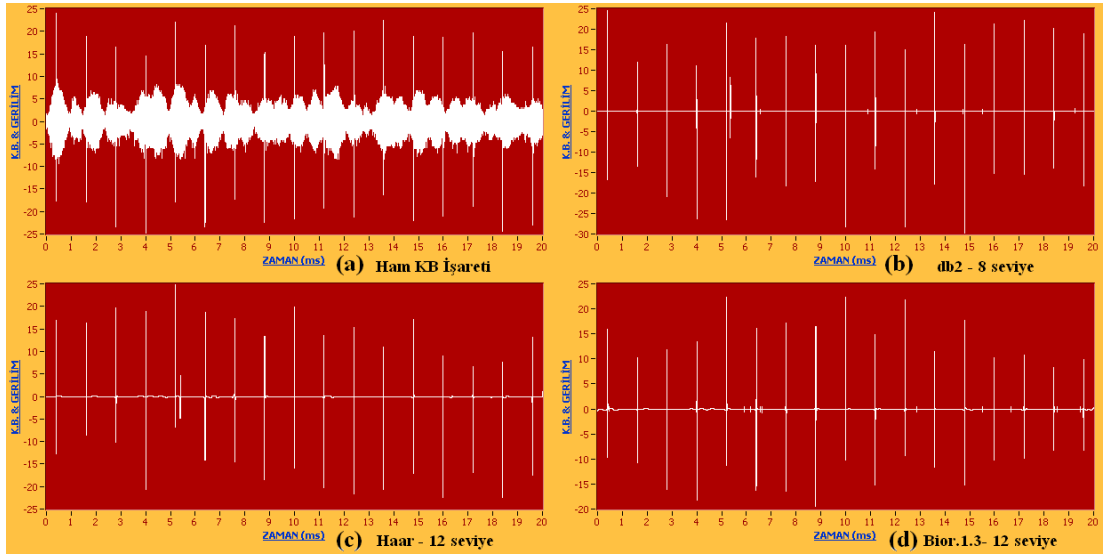 25
20
15
10
5
0
-5
-10
-15
-20
-25
K.B. & GERİLİM
0 1 2 3 4 5 6 7 8 9 10 11 12 13 14 15 16 17 18 19 20
ZAMAN (ms)
(a) Ham KB İşareti
25
20
15
10
5
0
-5
-10
-15
-20
-25
-30
K.B. & GERİLİM
0 1 2 3 4 5 6 7 8 9 10 11 12 13 14 15 16 17 18 19 20
ZAMAN (ms)
(b) db2 - 8 seviye
25
20
15
10
5
0
-5
-10
-15
-20
-25
K.B. & GERİLİM
0 1 2 3 4 5 6 7 8 9 10 11 12 13 14 15 16 17 18 19 20
ZAMAN (ms)
(c) Haar - 12 seviye
25
20
15
10
5
0
-5
-10
-15
-20
K.B. & GERİLİM
0 1 2 3 4 5 6 7 8 9 10 11 12 13 14 15 16 17 18 19 20
ZAMAN (ms)
(d) Bior.1.3- 12 seviye